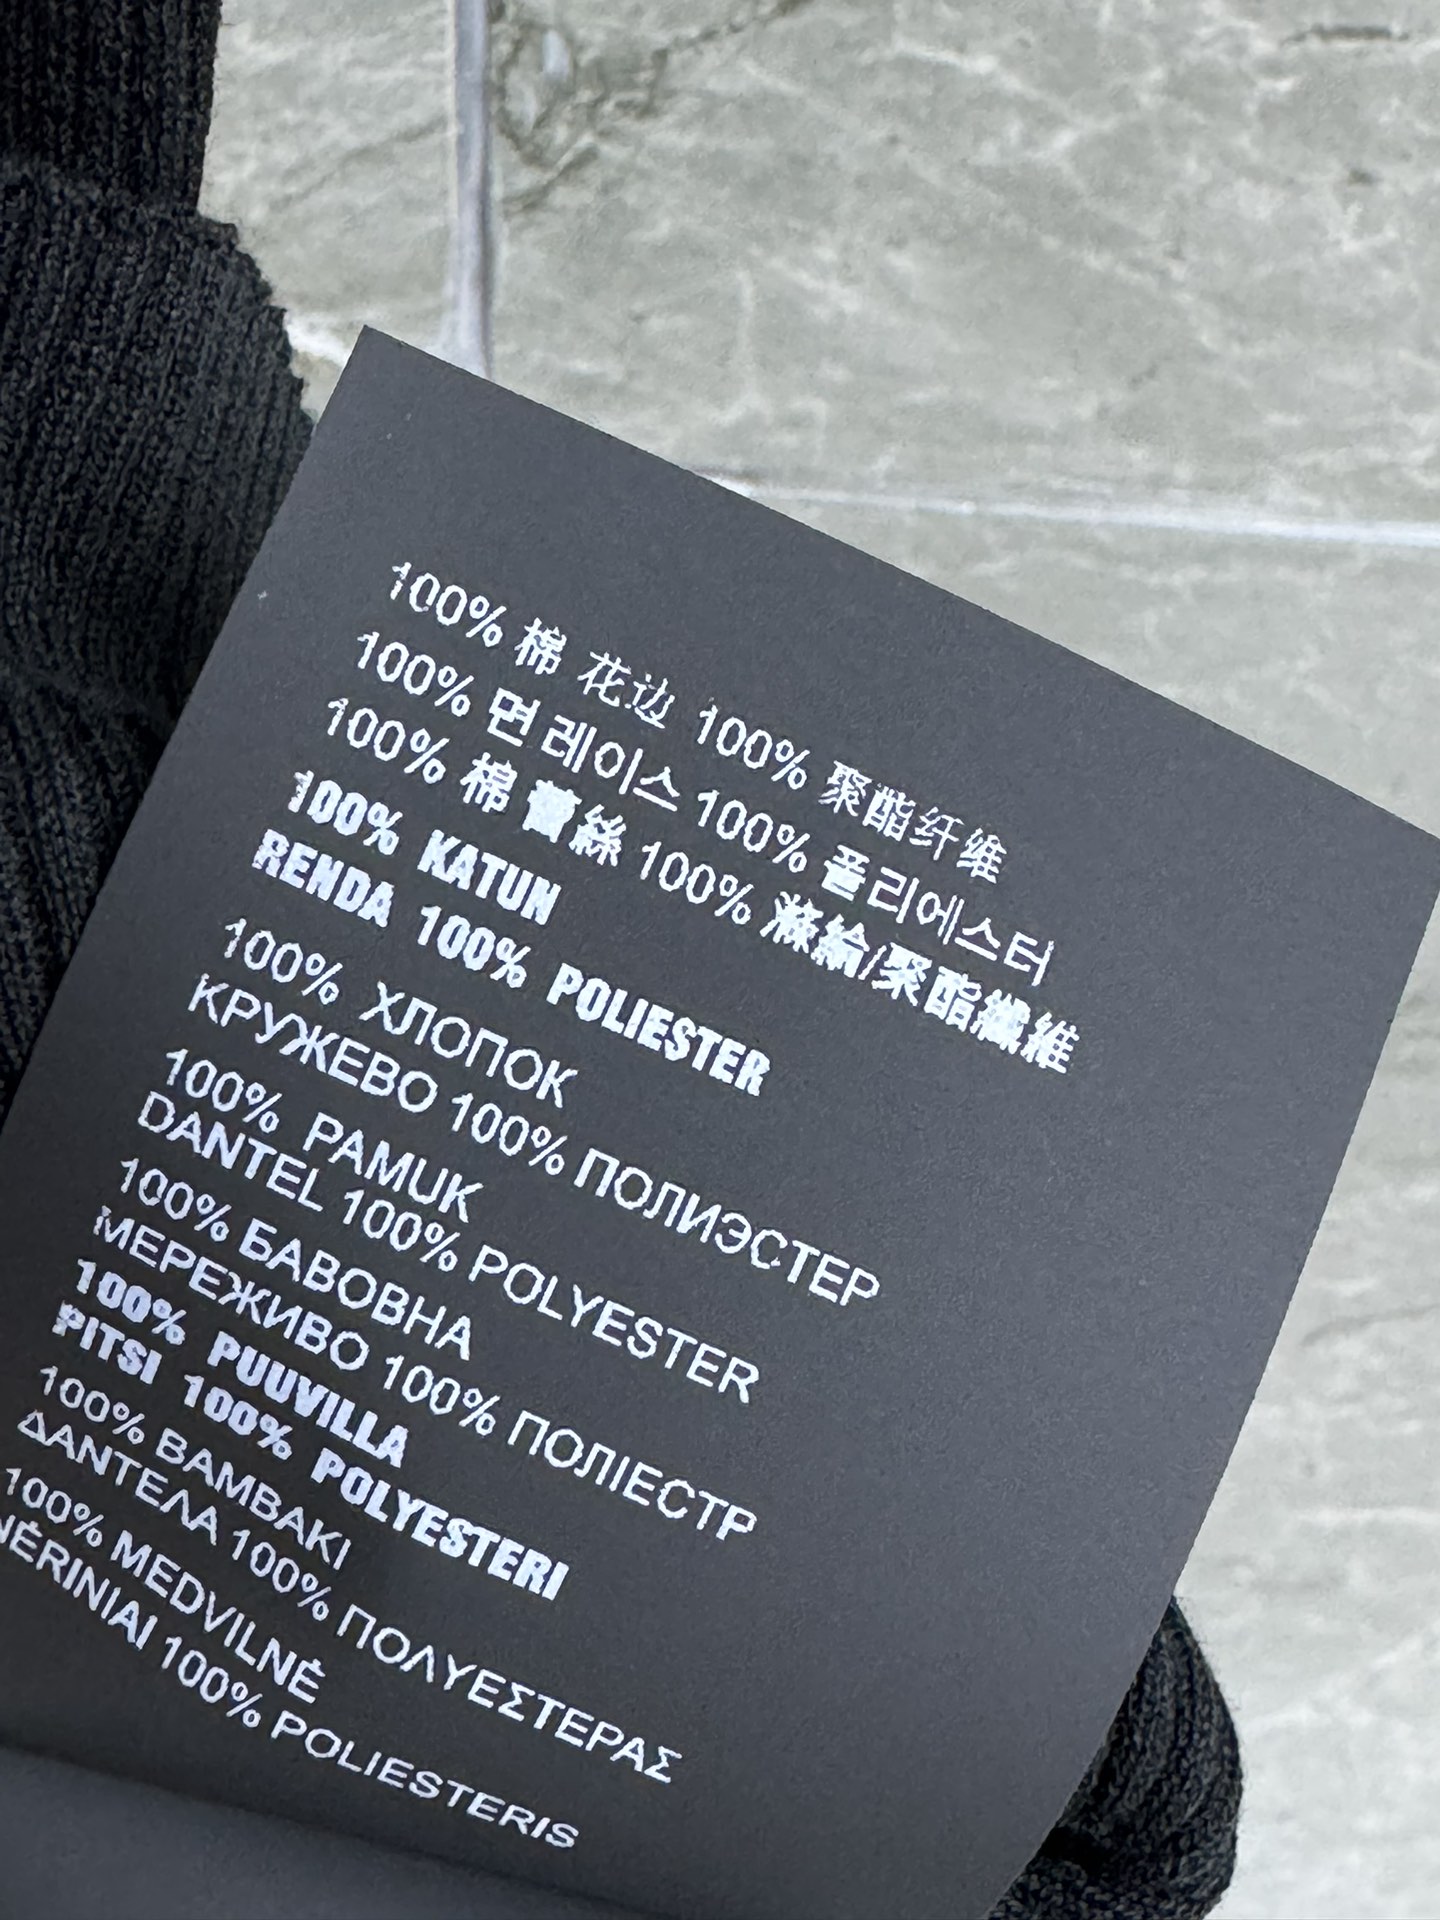 100% 棉 花边 100% 聚酯纤维
100% 면 레이스 100% 폴리에스터
100% 棉 蕾絲 100% 滌綸/聚酯纖維
100% KATUN
RENDA 100% POLIESTER
100% ХЛОПОК
КРУЖЕВО 100% ПОЛИЭСТЕР
100% PAMUK
DANTEL 100% POLYESTER
100% БАВОВНА
МЕРЕЖИВО 100% ПОЛІЕСТР
100% PUUVILLA
PITSI 100% POLYESTERI
100% ΒΑΜΒΑΚΙ
ΔΑΝΤΕΛΑ 100% ΠΟΛΥΕΣΤΕΡΑΣ
100% MEDVILNĖ
NĖRINIAI 100% POLIESTERIS